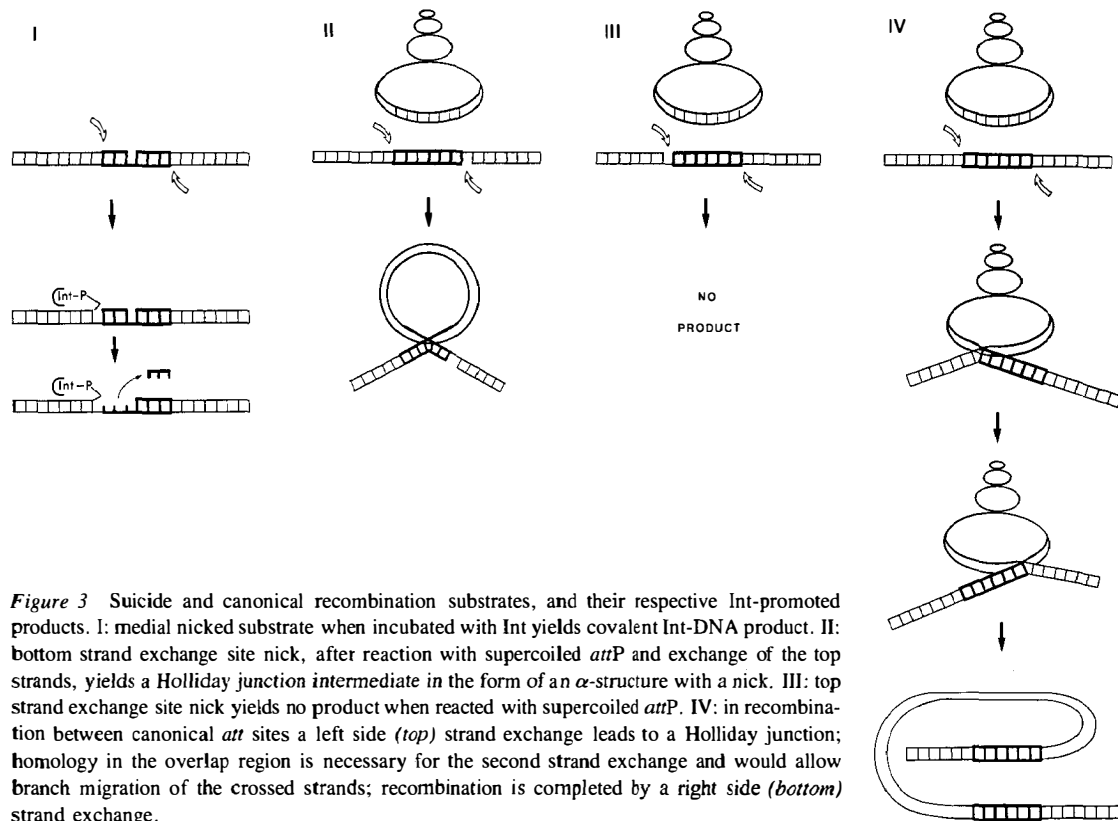 I
II
III
IV
Int-P
Int-P
NO
PRODUCT
Figure 3 Suicide and canonical recombination substrates, and their respective Int-promoted
products. I: medial nicked substrate when incubated with Int yields covalent Int-DNA product. II:
bottom strand exchange site nick, after reaction with supercoiled attP and exchange of the top
strands, yields a Holliday junction intermediate in the form of an α-structure with a nick. III: top
strand exchange site nick yields no product when reacted with supercoiled attP. IV: in recombina-
tion between canonical att sites a left side (top) strand exchange leads to a Holliday junction;
homology in the overlap region is necessary for the second strand exchange and would allow
branch migration of the crossed strands; recombination is completed by a right side (bottom)
strand exchange.